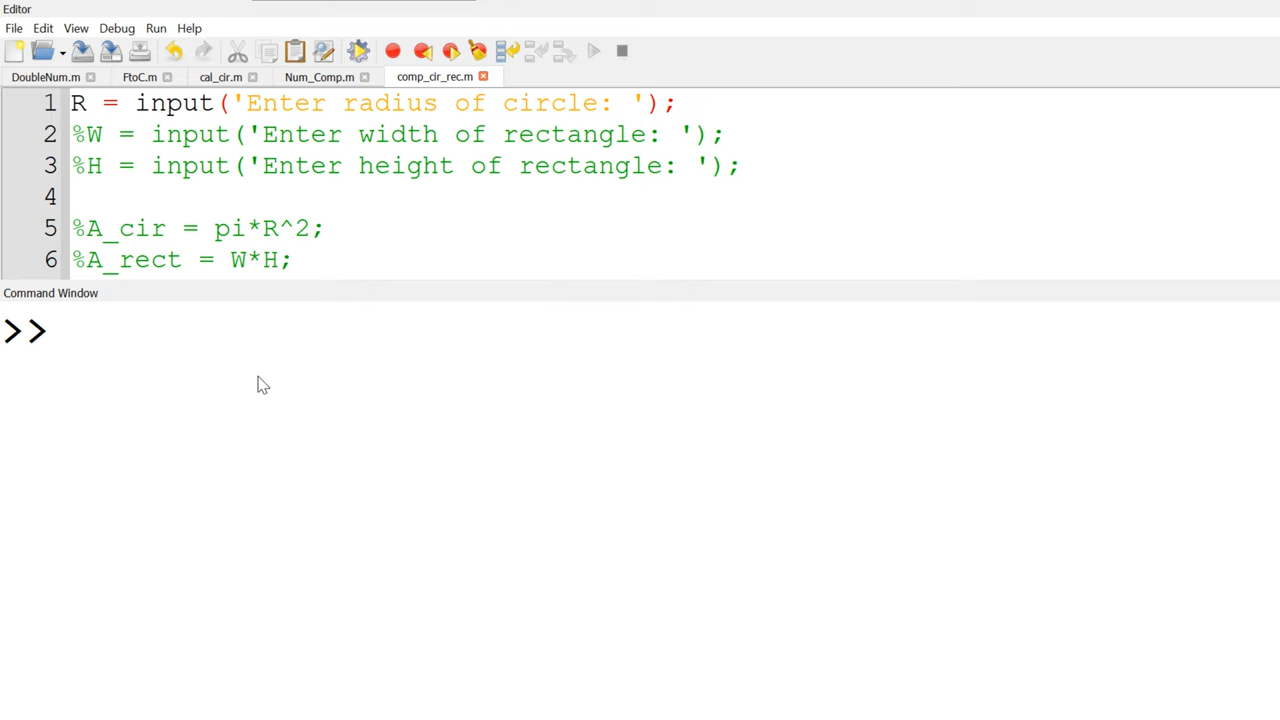 Editor
File Edit View Debug Run Help
DoubleNum.m FtoC.m cal_cir.m Num_Comp.m comp_cir_rec.m
1 R = input('Enter radius of circle: ');
2 %W = input('Enter width of rectangle: ');
3 %H = input('Enter height of rectangle: ');
4
5 %A_cir = pi*R^2;
6 %A_rect = W*H;
Command Window
>>